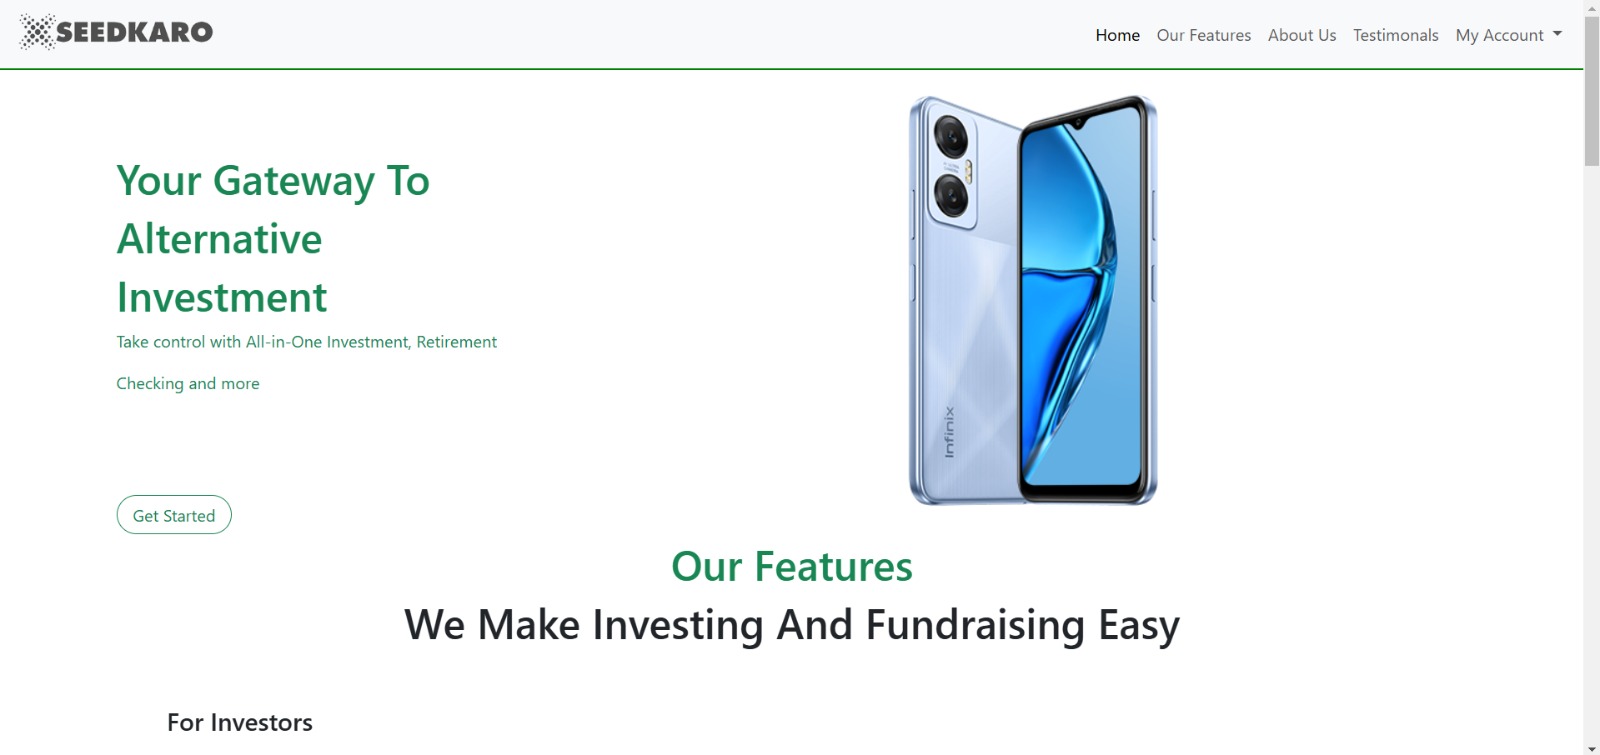 SEEDKARO
Home
Our Features
About Us
Testimonals
My Account
Your Gateway To
Alternative
Investment
Take control with All-in-One Investment, Retirement
Checking and more
Get Started
Infinix
Our Features
We Make Investing And Fundraising Easy
For Investors